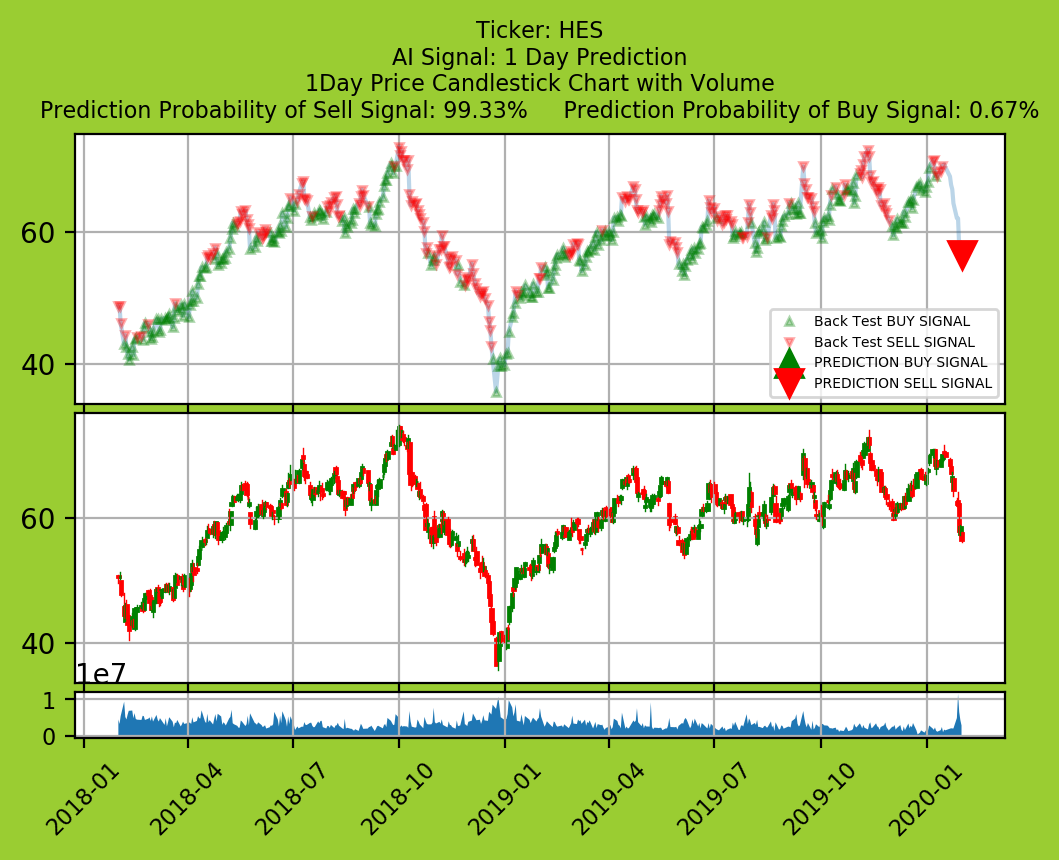 Ticker: HES
AI Signal: 1 Day Prediction
1Day Price Candlestick Chart with Volume
Prediction Probability of Sell Signal: 99.33%     Prediction Probability of Buy Signal: 0.67%
60
40
Back Test BUY SIGNAL
Back Test SELL SIGNAL
PREDICTION BUY SIGNAL
PREDICTION SELL SIGNAL
60
40
1e7
1
0
2018-01 2018-04 2018-07 2018-10 2019-01 2019-04 2019-07 2019-10 2020-01